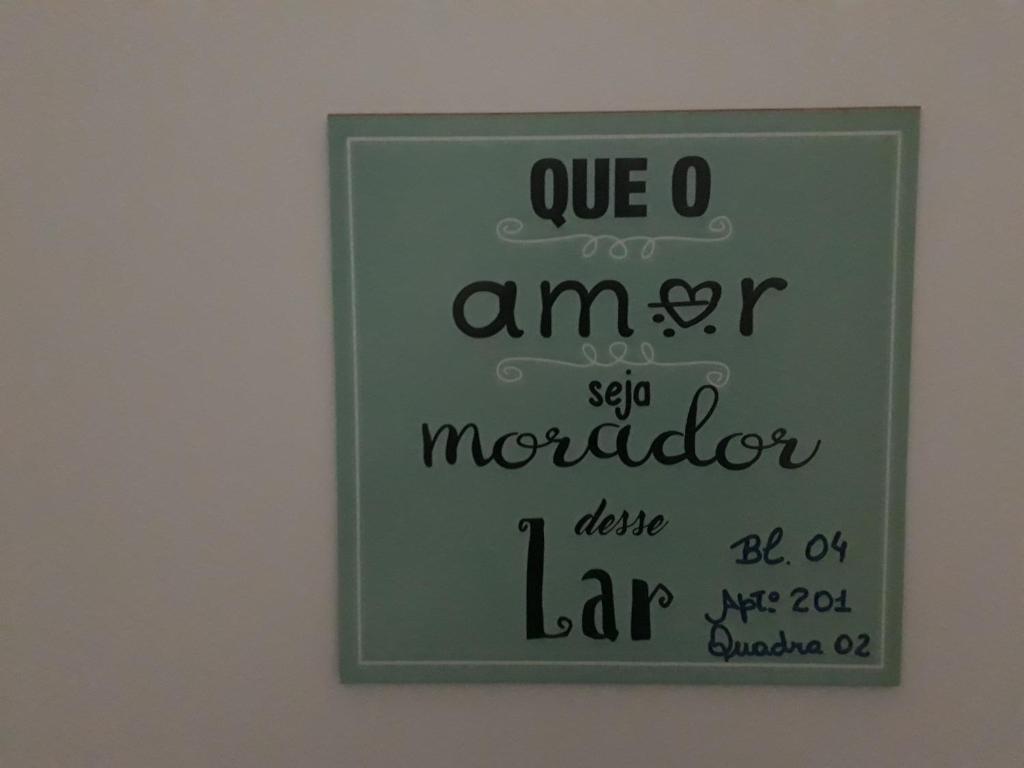 QUE O
amor
seja
morador
desse
Lar
Bl. 04
Apto 201
Quadra 02